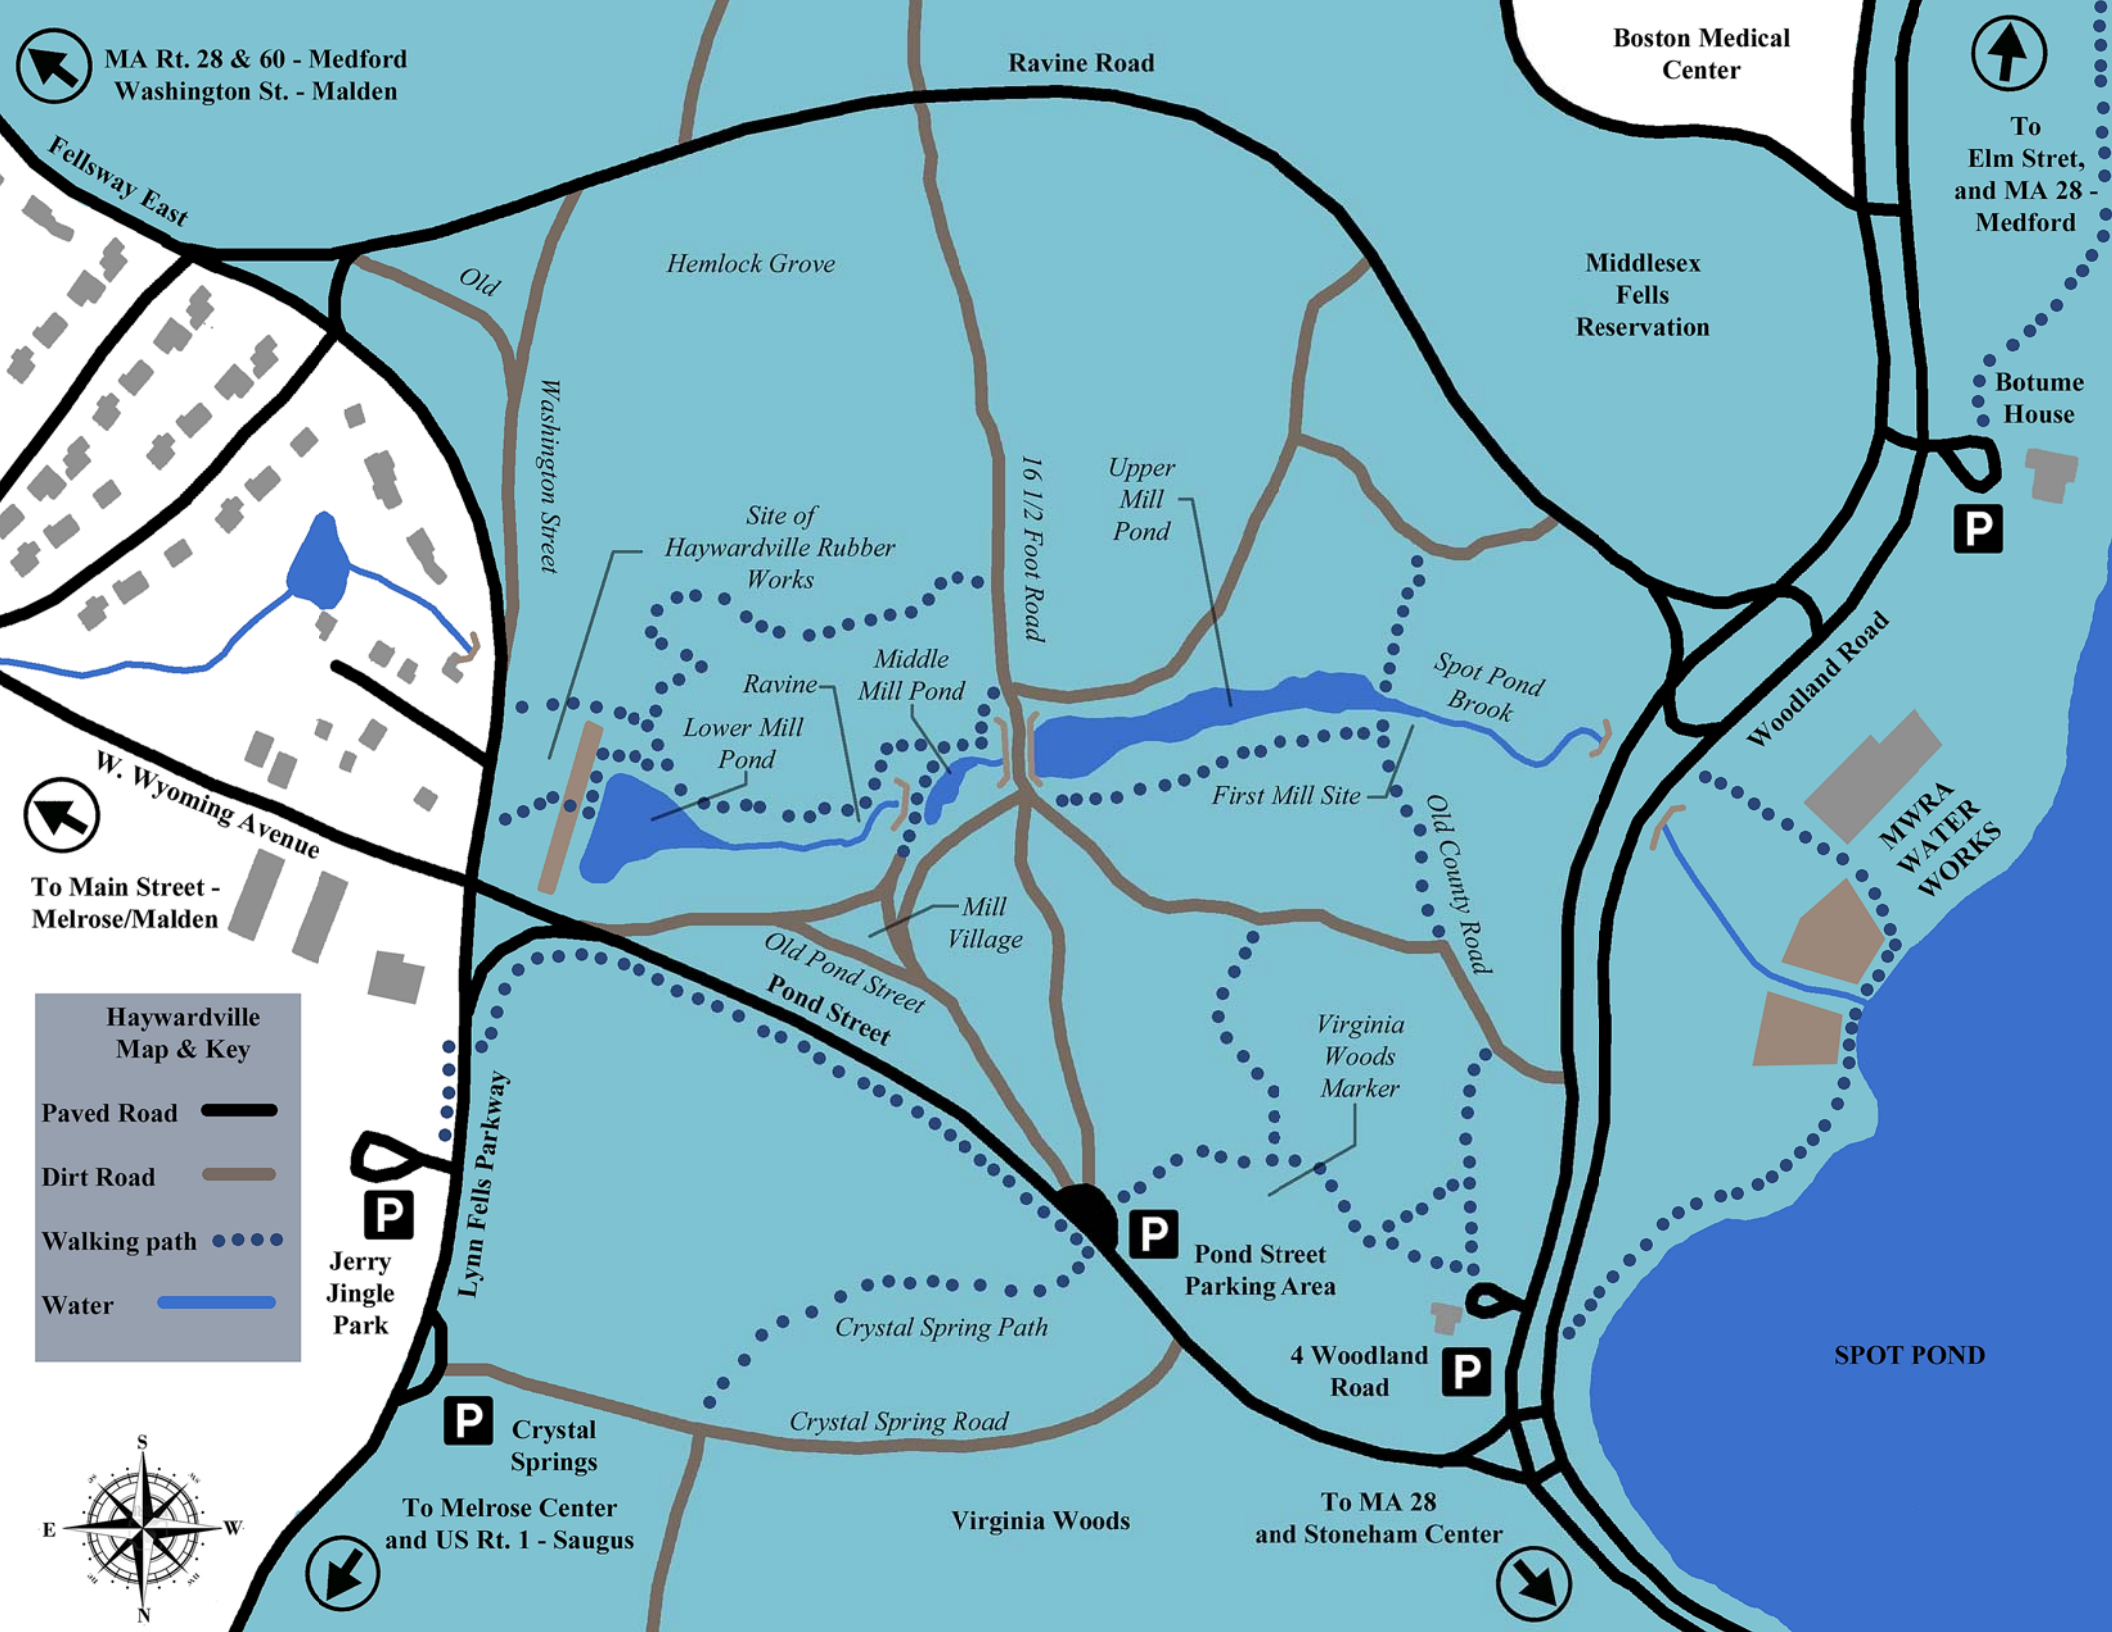 MA Rt. 28 & 60 - Medford
Washington St. - Malden
Ravine Road
Boston Medical
Center
To
Elm Stret,
and MA 28 -
Medford
Fellsway East
Old
Hemlock Grove
Middlesex
Fells
Reservation
Botume
House
P
Washington Street
16 1/2 Foot Road
Upper
Mill
Pond
Site of
Haywardville Rubber
Works
Middle
Mill Pond
Ravine
Lower Mill
Pond
Spot Pond
Brook
Woodland Road
First Mill Site
Old County Road
MWRA
WATER
WORKS
W. Wyoming Avenue
To Main Street -
Melrose/Malden
Mill
Village
Old Pond Street
Pond Street
Virginia
Woods
Marker
Haywardville
Map & Key
Paved Road
Dirt Road
Walking path
Water
P
Jerry
Jingle
Park
Lynn Fells Parkway
P
Pond Street
Parking Area
Crystal Spring Path
4 Woodland
Road
P
SPOT POND
P
Crystal
Springs
Crystal Spring Road
To Melrose Center
and US Rt. 1 - Saugus
Virginia Woods
To MA 28
and Stoneham Center
S
se
sw
E
W
ne
nw
N